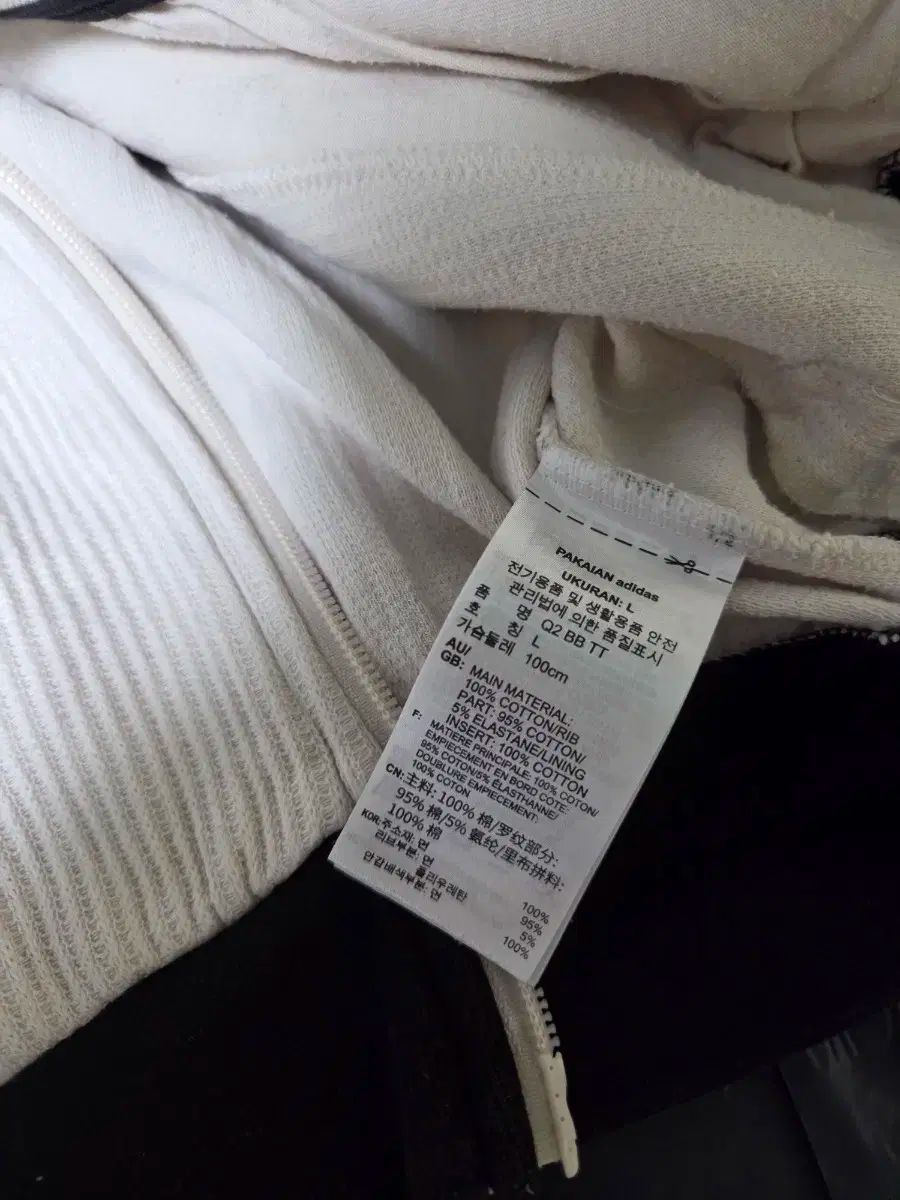 PAKAIAN adidas
UKURAN: L
전기용품 및 생활용품 안전
관리법에 의한 품질표시
품 명 Q2 BB TT
호 칭 L
가슴둘레 100cm
AU/
GB: MAIN MATERIAL:
100% COTTON/RIB
PART: 95% COTTON/
5% ELASTANE/LINING
INSERT: 100% COTTON
F: MATIERE PRINCIPALE: 100% COTON/
EMPIECEMENT EN BORD COTE:
95% COTON/5% ÉLASTHANNE/
DOUBLURE EMPIECEMENT:
100% COTON
CN:主料: 100% 棉/罗纹部分:
95% 棉/5% 氨纶/里布拼料:
100% 棉
KOR:주소재: 면 100%
리브부분: 면 95%
폴리우레탄 5%
안감배색부분: 면 100%